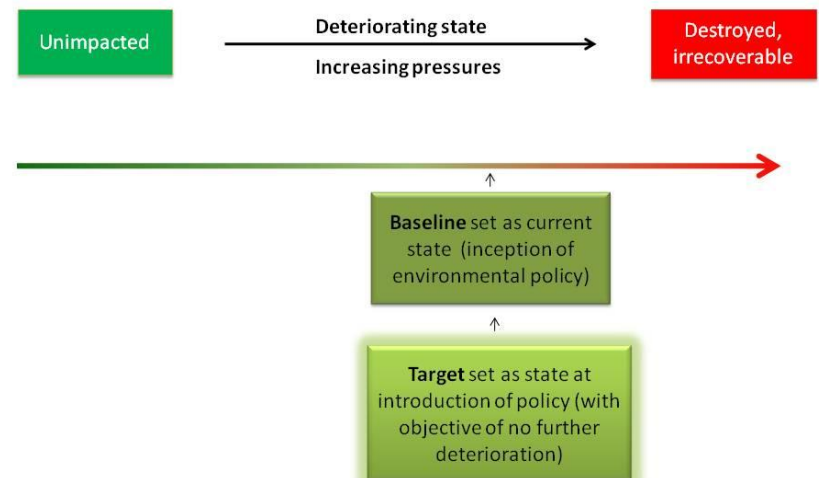 Unimpacted
Deteriorating state
Increasing pressures
Destroyed,
irrecoverable
Baseline set as current
state (inception of
environmental policy)
Target set as state at
introduction of policy (with
objective of no further
deterioration)